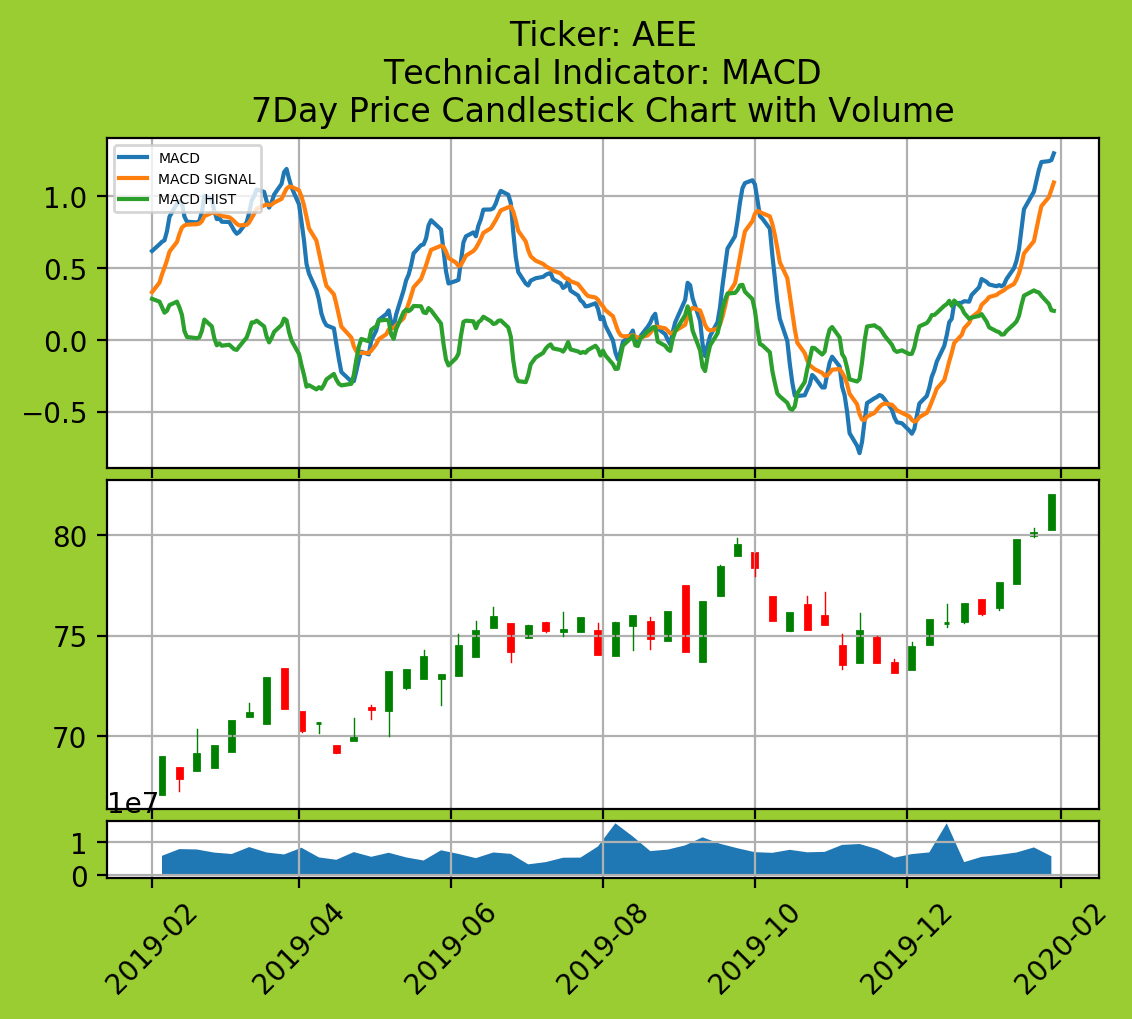 Ticker: AEE
Technical Indicator: MACD
7Day Price Candlestick Chart with Volume
MACD
MACD SIGNAL
MACD HIST
1.0
0.5
0.0
−0.5
80
75
70
1e7
1
0
2019-02
2019-04
2019-06
2019-08
2019-10
2019-12
2020-02